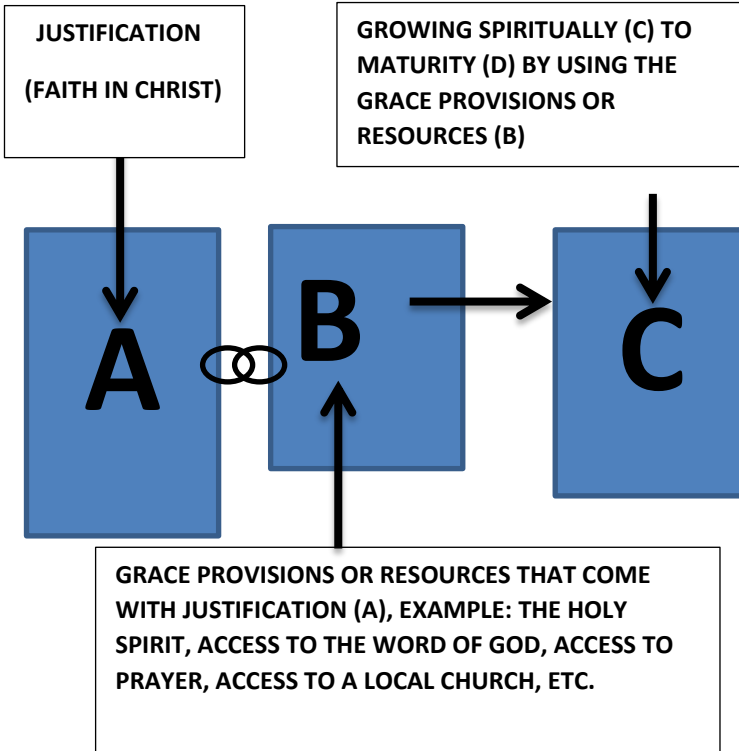 JUSTIFICATION
(FAITH IN CHRIST)
GROWING SPIRITUALLY (C) TO
MATURITY (D) BY USING THE
GRACE PROVISIONS OR
RESOURCES (B)
A
B
C
GRACE PROVISIONS OR RESOURCES THAT COME
WITH JUSTIFICATION (A), EXAMPLE: THE HOLY
SPIRIT, ACCESS TO THE WORD OF GOD, ACCESS TO
PRAYER, ACCESS TO A LOCAL CHURCH, ETC.